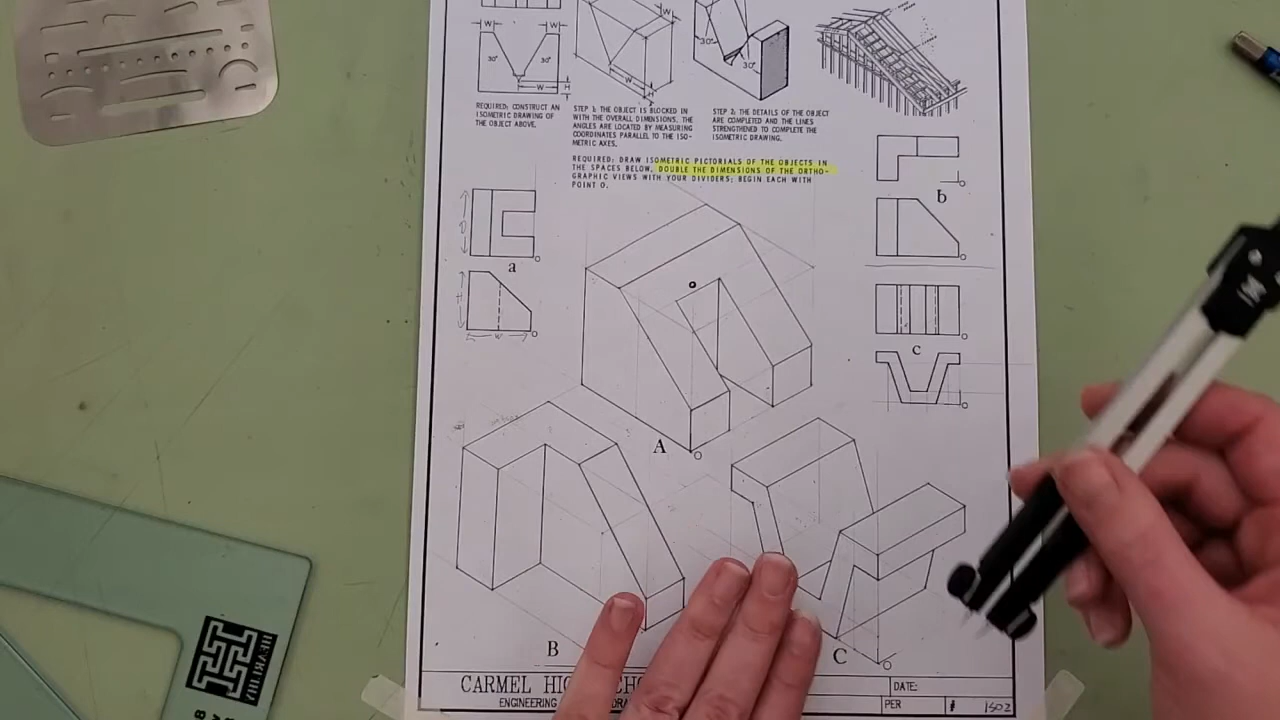 W W W
30° 30° 30° 30°
W H W H
REQUIRED: CONSTRUCT AN
ISOMETRIC DRAWING OF
THE OBJECT ABOVE.
STEP 1: THE OBJECT IS BLOCKED IN
WITH THE OVERALL DIMENSIONS. THE
ANGLES ARE LOCATED BY MEASURING
COORDINATES PARALLEL TO THE ISO-
METRIC AXES.
STEP 2: THE DETAILS OF THE OBJECT
ARE COMPLETED AND THE LINES
STRENGTHENED TO COMPLETE THE
ISOMETRIC DRAWING.
REQUIRED: DRAW ISOMETRIC PICTORIALS OF THE OBJECTS IN
THE SPACES BELOW. DOUBLE THE DIMENSIONS OF THE ORTHO-
GRAPHIC VIEWS WITH YOUR DIVIDERS; BEGIN EACH WITH
POINT O.
D
O
a
H
O
W
O
b
O
O
c
O
A
O
B
C
O
CARMEL
ENGINEERING
DATE:
PER # 1502
HEARLIHY